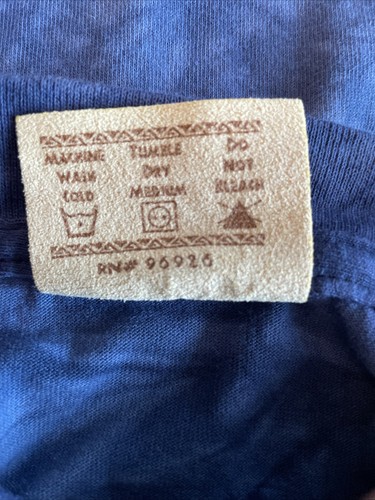 MACHINE TUMBLE DO
WASH DRY NOT
COLD MEDIUM BLEACH
RN# 96926